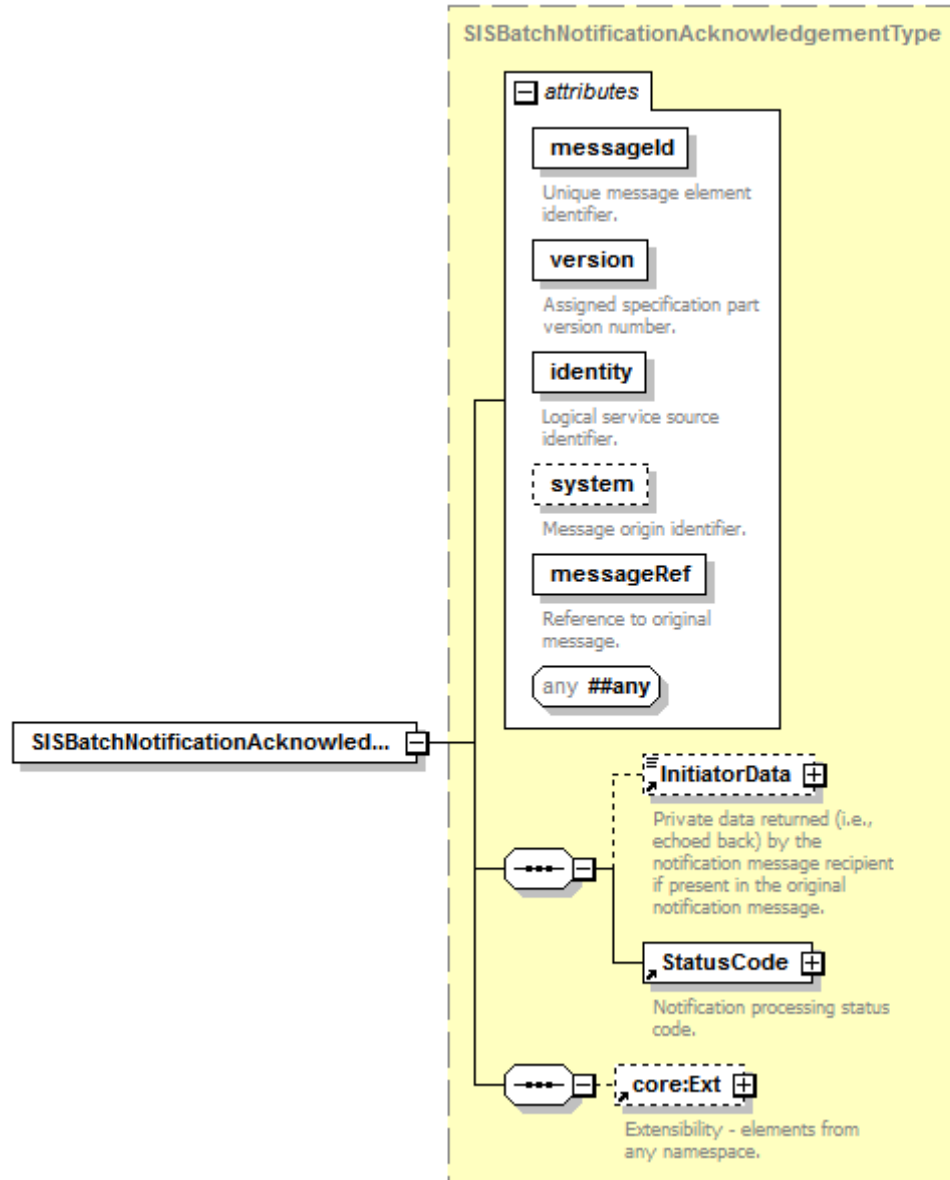 SISBatchNotificationAcknowledgementType
attributes
messageId
Unique message element
identifier.
version
Assigned specification part
version number.
identity
Logical service source
identifier.
system
Message origin identifier.
messageRef
Reference to original
message.
any ##any
SISBatchNotificationAcknowled...
InitiatorData
Private data returned (i.e.,
echoed back) by the
notification message recipient
if present in the original
notification message.
StatusCode
Notification processing status
code.
core:Ext
Extensibility - elements from
any namespace.